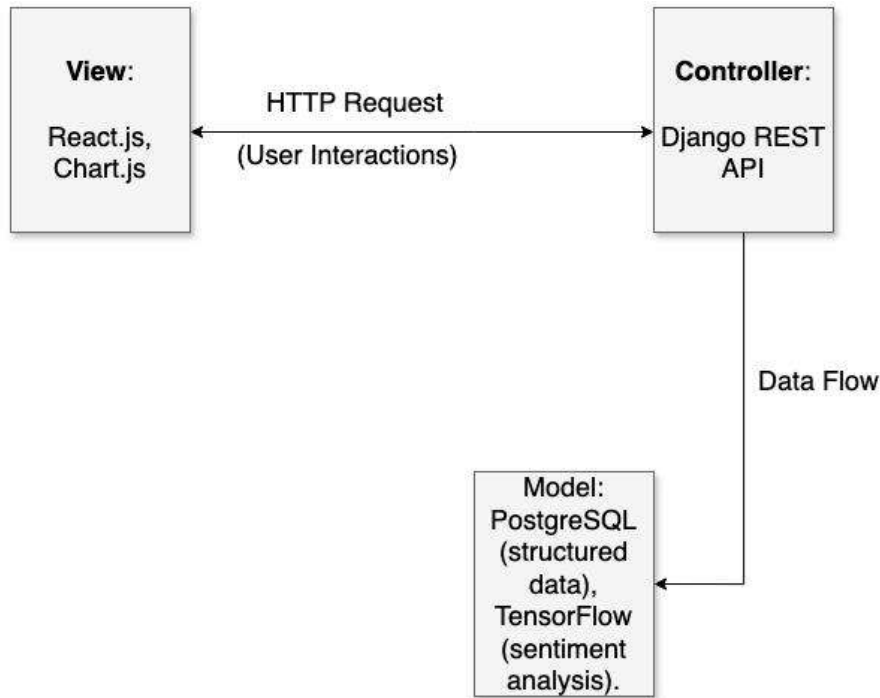 View:
React.js,
Chart.js
HTTP Request
(User Interactions)
Controller:
Django REST
API
Data Flow
Model:
PostgreSQL
(structured
data),
TensorFlow
(sentiment
analysis).